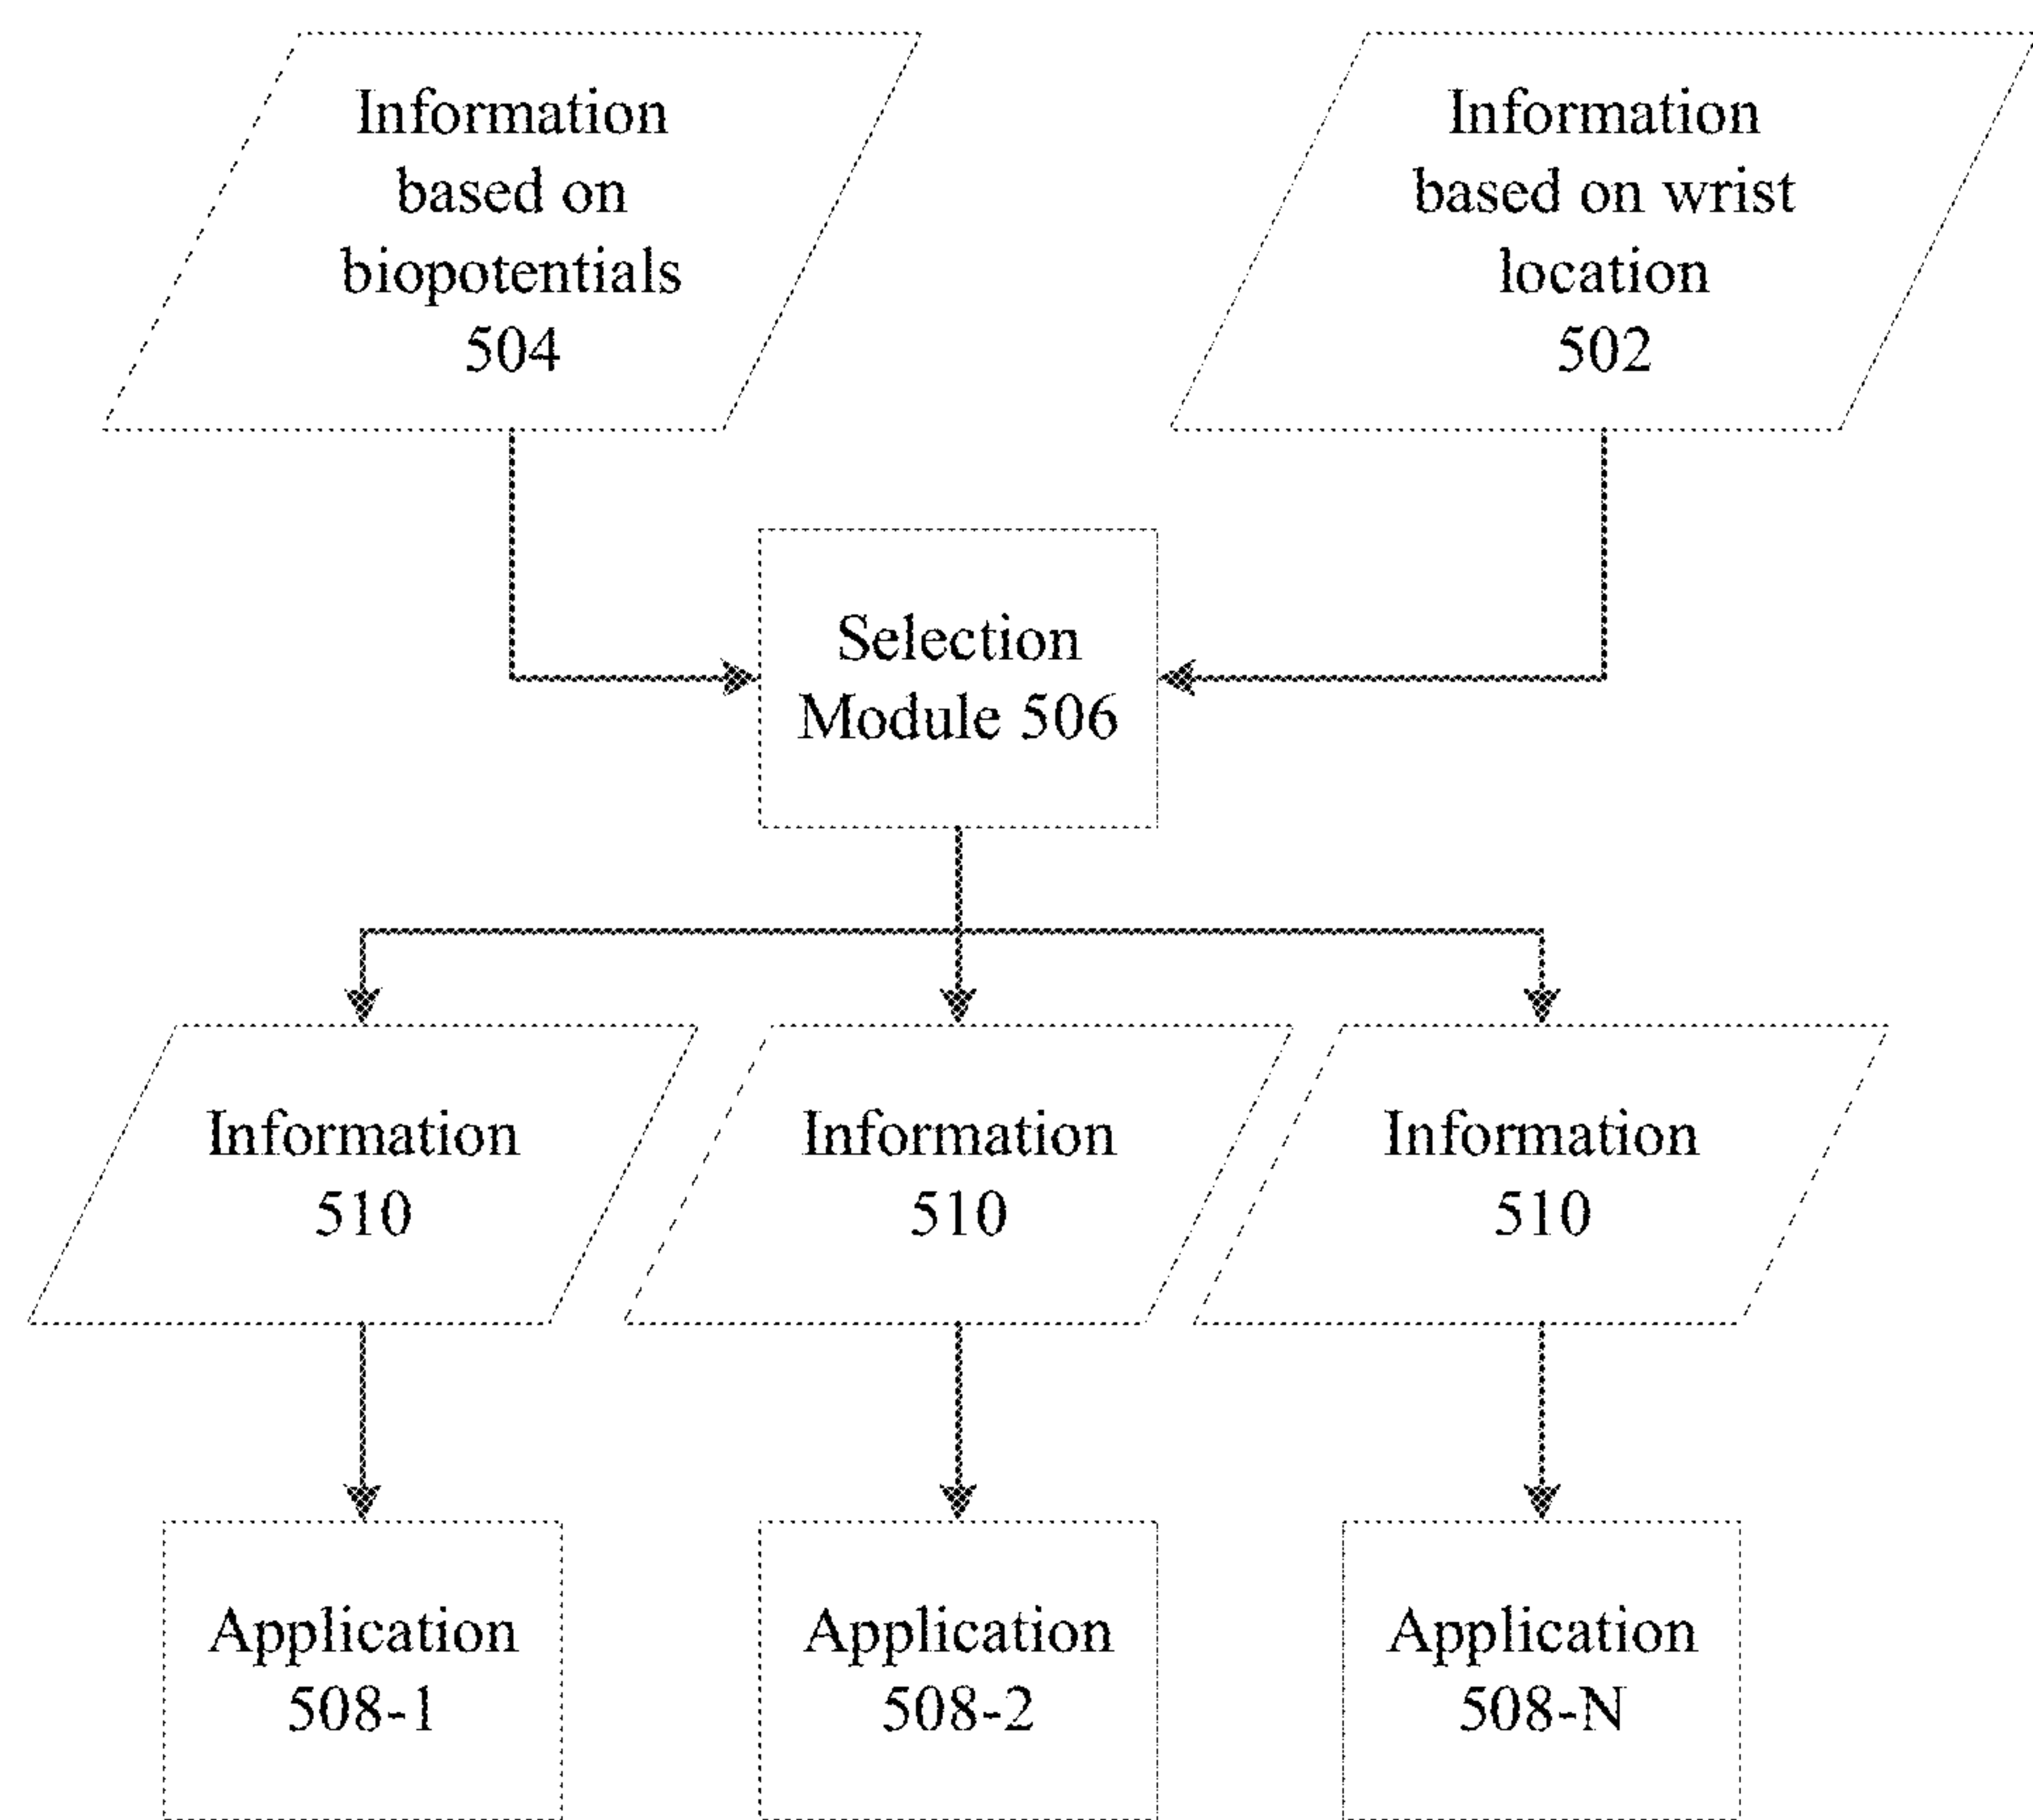 Information
based on
biopotentials
504
Information
based on wrist
location
502
Selection
Module 506
Information
510
Information
510
Information
510
Application
508-1
Application
508-2
Application
508-N